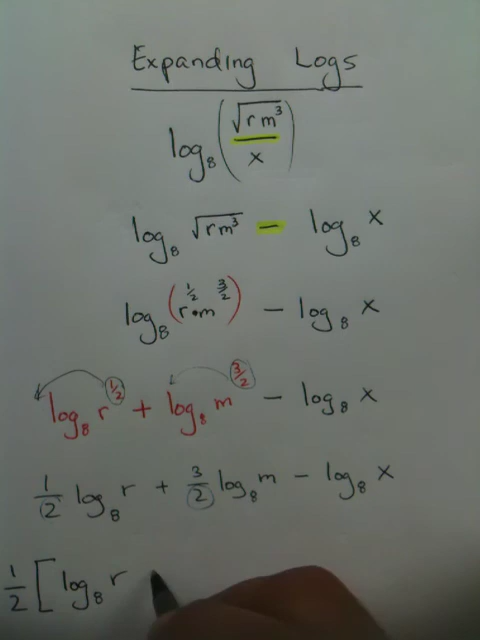 Expanding Logs
log₈(√(rm³)/x)
log₈ √(rm³) − log₈ x
log₈(r^(1/2)•m^(3/2)) − log₈ x
log₈ r^(1/2) + log₈ m^(3/2) − log₈ x
1/2 log₈ r + 3/2 log₈ m − log₈ x
1/2 [log₈ r